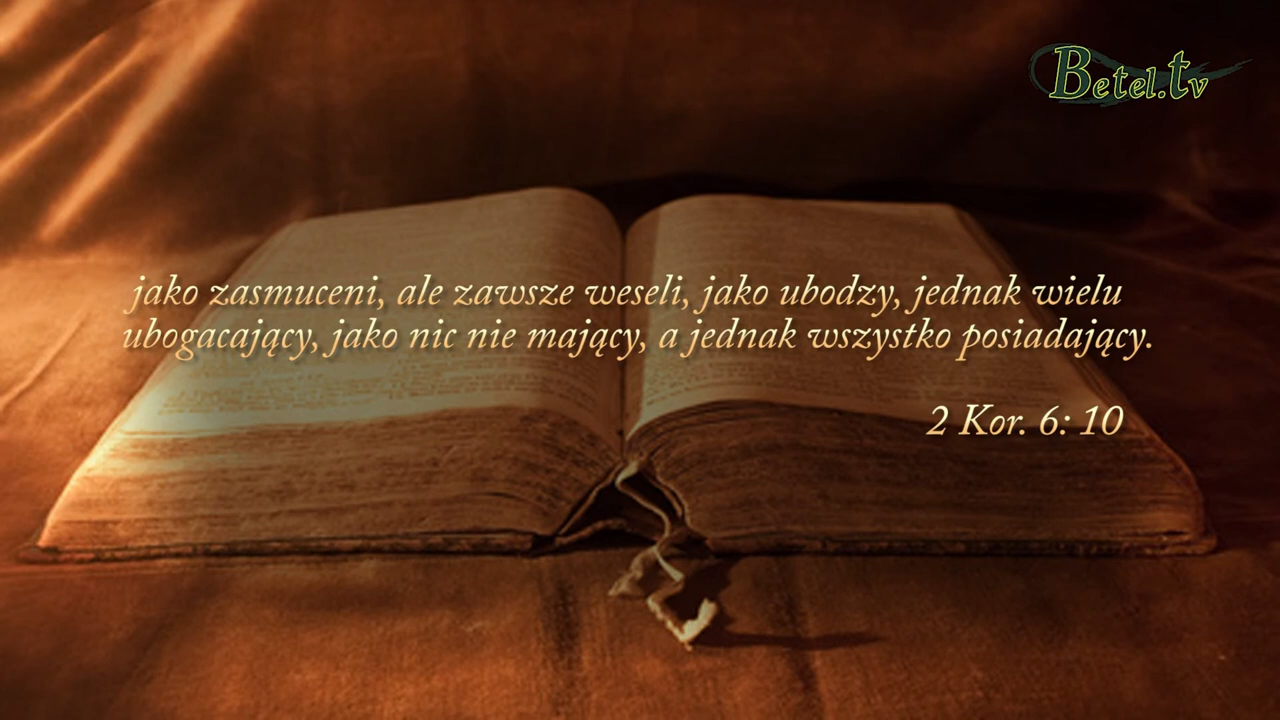 Betel.tv
jako zasmuceni, ale zawsze weseli, jako ubodzy, jednak wielu
ubogacający, jako nic nie mający, a jednak wszystko posiadający.
2 Kor. 6: 10